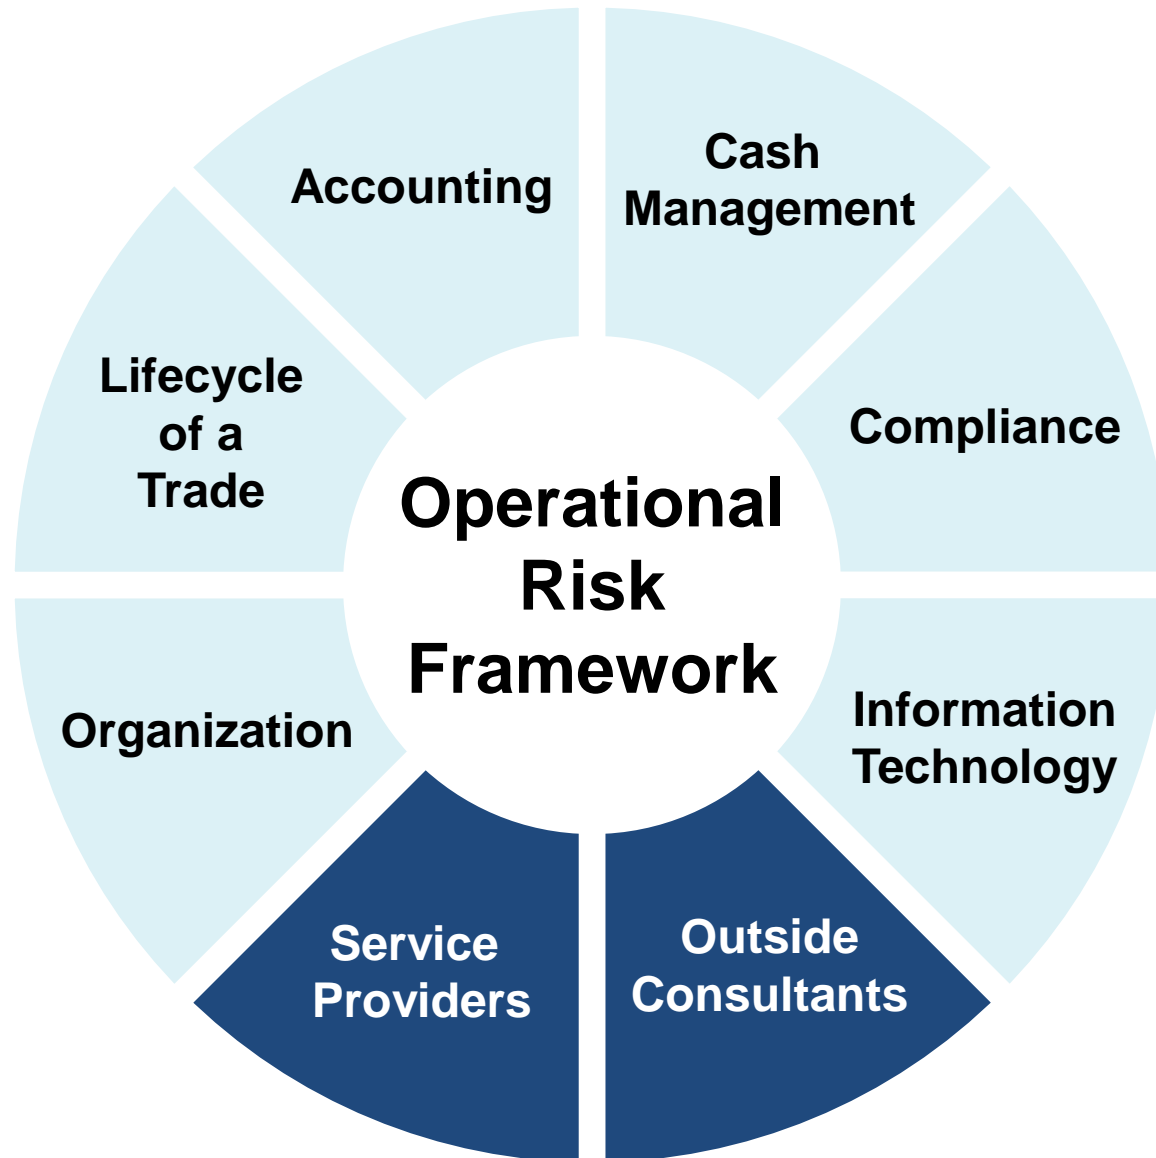 Accounting
Cash
Management
Lifecycle
of a
Trade
Compliance
Operational
Risk
Framework
Organization
Information
Technology
Service
Providers
Outside
Consultants